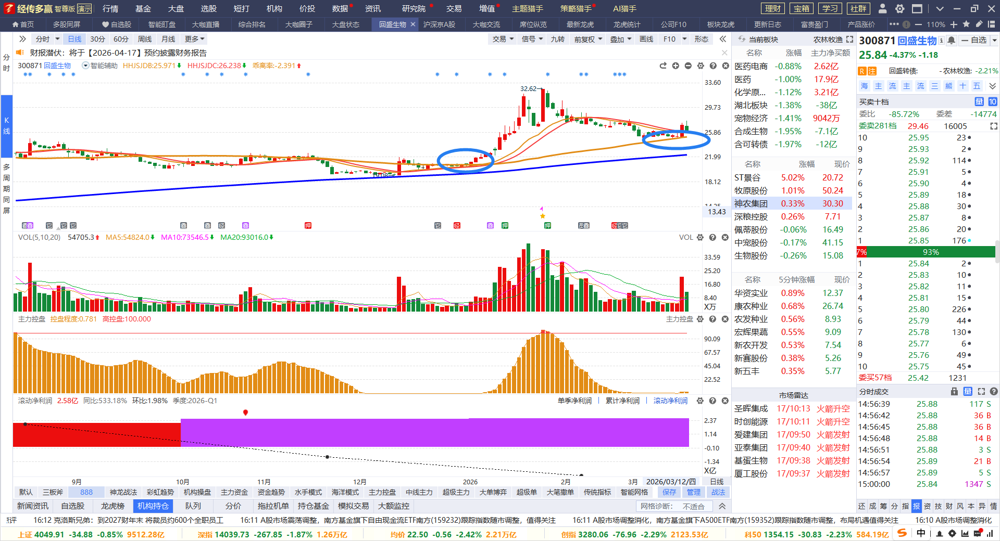 经传多赢 智尊版 演示 行情 基金 大盘 选股 短打 机构 价投 数据 资讯 研究院 交易 增值 主题猎手 策略猎手 AI猎手 理财 宝箱 学习 社群
首页 多股同屏 自选股 智能盯盘 大咖直播 综合排名 大咖圈子 大盘状态 回盛生物 沪深京A股 大咖交流 席位纵览 最新龙虎 龙虎统计 公司F10 板块龙虎 更新日志 富贵盈门 产品涨价 110%
分时 日线 30分 60分 周线 月线 更多 交易 信号 九转 前复权 叠加 画线 F10 形态
财报潜伏：将于【2026-04-17】预约披露财务报告
300871 回盛生物 智能辅助 HHJSJDB:25.971 HHJSJDC:26.238 乖离率:-2.391
分时
K线
多周期同屏
33.60
29.73
25.86
21.99
18.12
13.43
32.62
19.08
VOL(5,10,20) 54705.3 MA5:54824.0 MA10:73546.5 MA20:93016.0 VOL
33.59
25.20
16.80
8.40
X万
主力控盘 控盘程度:0.781 高控盘:100.000 主力控盘
90.09
67.57
45.04
22.52
滚动净利润 2.58亿 同比:533.18% 环比:1.98% 季度:2026-Q1 单季净利润 累计净利润 滚动净利润
2.37
1.14
-0.10
-1.34
X亿
9月 10月 11月 12月 2026 2月 3月 2026/03/12/四 日线
默认 三板斧 888 神龙战法 彩虹趋势 机构操盘 主力资金 资金趋势 水手模式 海洋模式 主力控盘 中线主力 超级主力 大单博弈 超级单 大笔撤单 传统指标 智能网格 保存 管理 战法
新闻资讯 自选股 龙虎榜 机构持仓 队列 分价 拖拉机单 持仓基金 模拟交易 大额监控 网格诊断： 不适合
当前板块 农林牧渔
名称 涨幅 主力净买额
医药电商 -0.88% 2.62亿
医药 -1.00% 17.9亿
化学原... -1.12% 3.21亿
湖北板块 -1.38% -38亿
宠物经济 -1.41% 9042万
合成生物 -1.95% -7.1亿
含可转债 -1.97% -12亿
名称 涨幅 现价
ST景谷 5.02% 20.72
牧原股份 1.01% 50.24
神农集团 0.33% 30.30
深粮控股 0.26% 7.71
佩蒂股份 -0.06% 16.49
中宠股份 -0.17% 41.15
生物股份 -0.26% 15.08
名称 5分钟涨幅 现价
华资实业 0.89% 12.37
康农种业 0.68% 26.74
农发种业 0.56% 8.93
宏辉果蔬 0.55% 9.09
新农开发 0.53% 7.54
新赛股份 0.38% 5.26
新五丰 0.35% 5.77
市场雷达
圣晖集成 17/10:13 火箭升空
时创能源 17/10:11 火箭升空
爱建集团 17/09:50 火箭发射
亚泰集团 17/09:40 火箭发射
基蛋生物 17/09:38 火箭发射
厦工股份 17/09:37 火箭发射
300871 回盛生物 自选
25.84 -4.37% -1.18
R 注 回盛转债: - 农林牧渔: -2.21%
海 主 流 主 流 三 熊 十 五
买卖十档 量 10
委比 -85.72% 委差 -14774
委卖281档 29.46 16005
10 25.95 23
9 25.93 2
8 25.92 114
7 25.91 5
6 25.90 4
5 25.89 18
4 25.88 30
3 25.87 8
2 25.86 20
1 25.85 176
7% 93%
1 25.84 2
2 25.83 10
3 25.82 11
4 25.81 15
5 25.80 226
6 25.79 44
7 25.78 130
8 25.77 6
9 25.76 49
10 25.75 45
委买57档 25.42 1231
分时成交 量
14:56:39 25.88 117 S
14:56:42 25.88 36 B
14:56:45 25.88 36 B
14:56:48 25.88 14 B
14:56:51 25.88 3 S
14:56:54 25.89 21 B
14:56:57 25.89 5 S
15:00:00 25.84 1347 S
还 成 筹 分 指 报 资 技 财 风 本 异 情
点评 16:12 克洛斯兄弟：到2027财年末 将裁员约600个全职员工 16:11 A股市场震荡调整，南方基金旗下自由现金流ETF南方(159232)跟踪指数随市调整，值得关注 16:11 A股市场调整消化，南方基金旗下A500ETF南方(159352)跟踪指数随市调整，布局机遇值得关注 16:10 A股市场调整消化
上证 4049.91 -34.88 -0.85% 9512.28亿 深指 14039.73 -267.85 -1.87% 1.26万亿 均价 22.50 -0.56 -2.42% 2.21万亿 创指 3280.06 -76.96 -2.29% 2123.53亿 科50 1354.15 -30.83 -2.23% 584.19亿 中